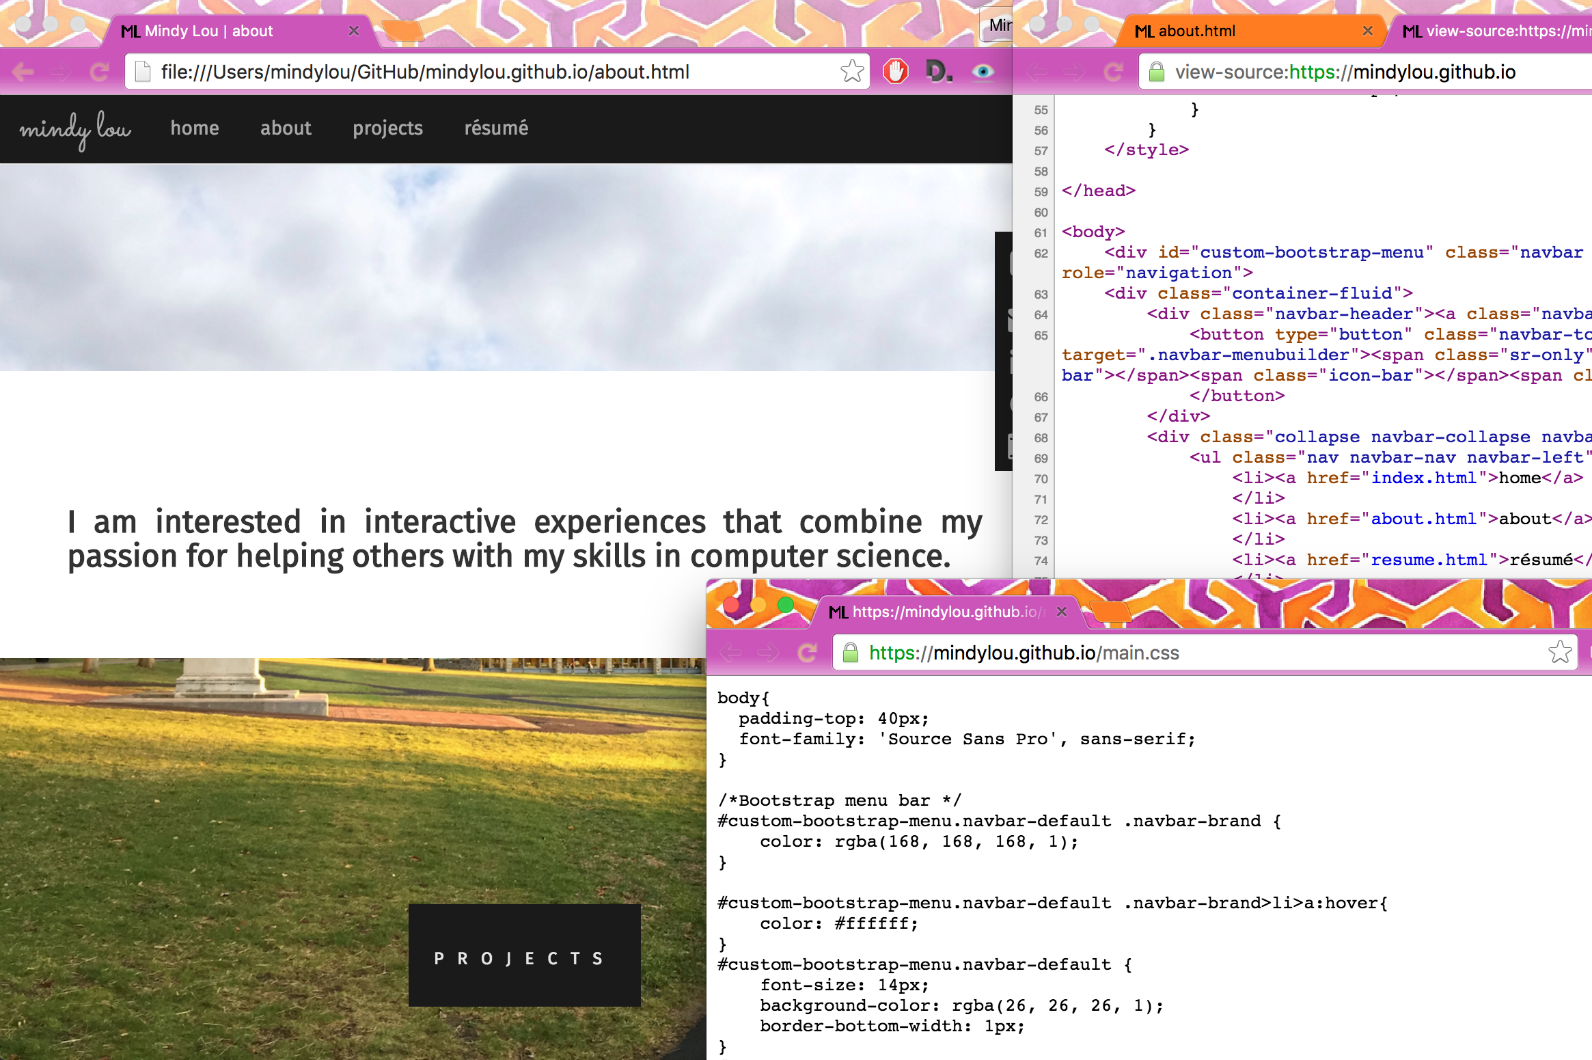 ML Mindy Lou | about
file:///Users/mindylou/GitHub/mindylou.github.io/about.html
D.
mindy lou home about projects résumé
I am interested in interactive experiences that combine my
passion for helping others with my skills in computer science.
PROJECTS
ML about.html
ML view-source:https://mi
view-source:https://mindylou.github.io
55 }
56 }
57 </style>
58
59 </head>
60
61 <body>
62 <div id="custom-bootstrap-menu" class="navbar
role="navigation">
63 <div class="container-fluid">
64 <div class="navbar-header"><a class="navba
65 <button type="button" class="navbar-to
target=".navbar-menubuilder"><span class="sr-only"
bar"></span><span class="icon-bar"></span><span cl
66 </button>
67 </div>
68 <div class="collapse navbar-collapse navba
69 <ul class="nav navbar-nav navbar-left"
70 <li><a href="index.html">home</a>
71 </li>
72 <li><a href="about.html">about</a>
73 </li>
74 <li><a href="resume.html">résumé</
ML https://mindylou.github.io/
https://mindylou.github.io/main.css
body{
padding-top: 40px;
font-family: 'Source Sans Pro', sans-serif;
}
/*Bootstrap menu bar */
#custom-bootstrap-menu.navbar-default .navbar-brand {
color: rgba(168, 168, 168, 1);
}
#custom-bootstrap-menu.navbar-default .navbar-brand>li>a:hover{
color: #ffffff;
}
#custom-bootstrap-menu.navbar-default {
font-size: 14px;
background-color: rgba(26, 26, 26, 1);
border-bottom-width: 1px;
}